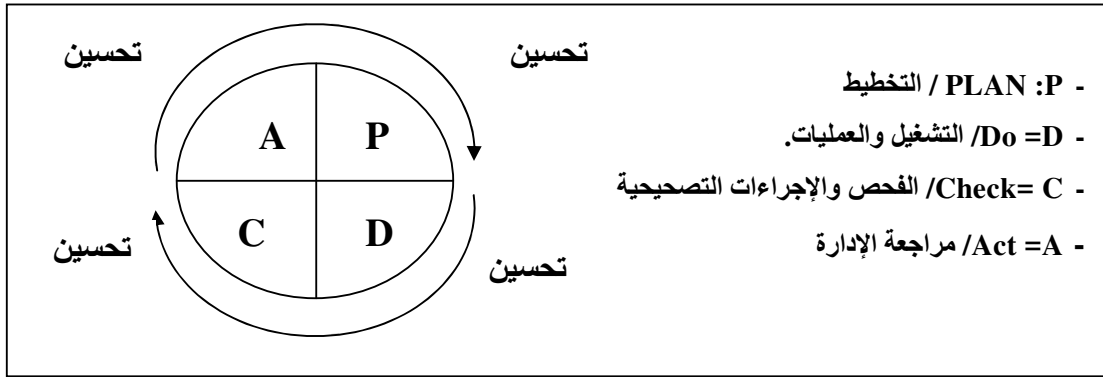 تحسين
تحسين
A
P
C
D
تحسين
تحسين
- PLAN :P / التخطيط
- Do =D/ التشغيل والعمليات.
- Check= C/ الفحص والإجراءات التصحيحية
- Act =A/ مراجعة الإدارة